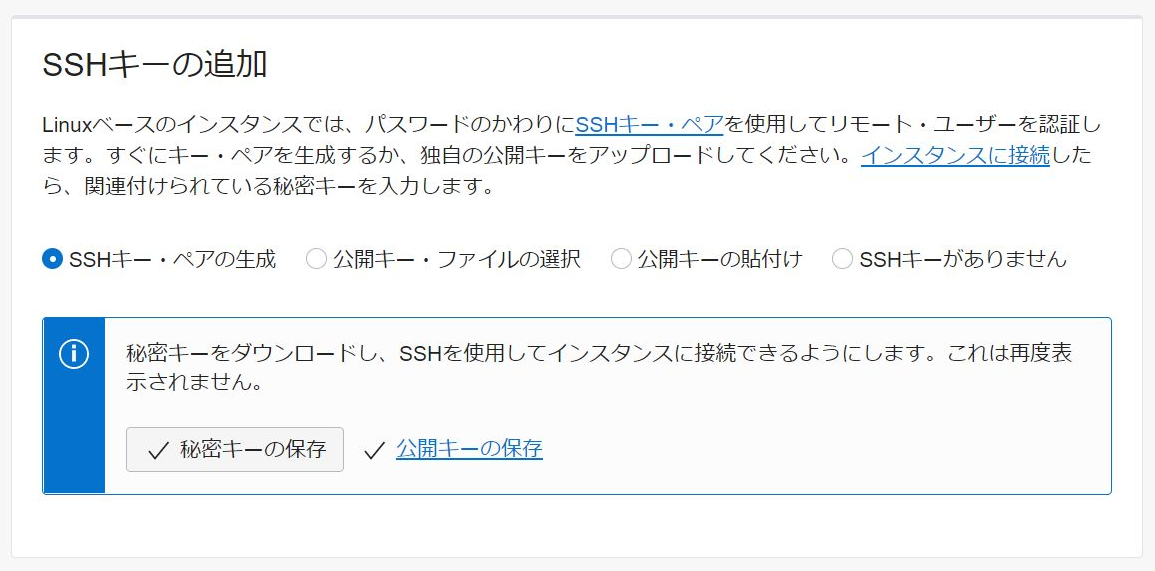 SSHキーの追加
Linuxベースのインスタンスでは、パスワードのかわりにSSHキー・ペアを使用してリモート・ユーザーを認証し
ます。すぐにキー・ペアを生成するか、独自の公開キーをアップロードしてください。インスタンスに接続した
ら、関連付けられている秘密キーを入力します。
SSHキー・ペアの生成 公開キー・ファイルの選択 公開キーの貼付け SSHキーがありません
秘密キーをダウンロードし、SSHを使用してインスタンスに接続できるようにします。これは再度表
示されません。
秘密キーの保存 公開キーの保存